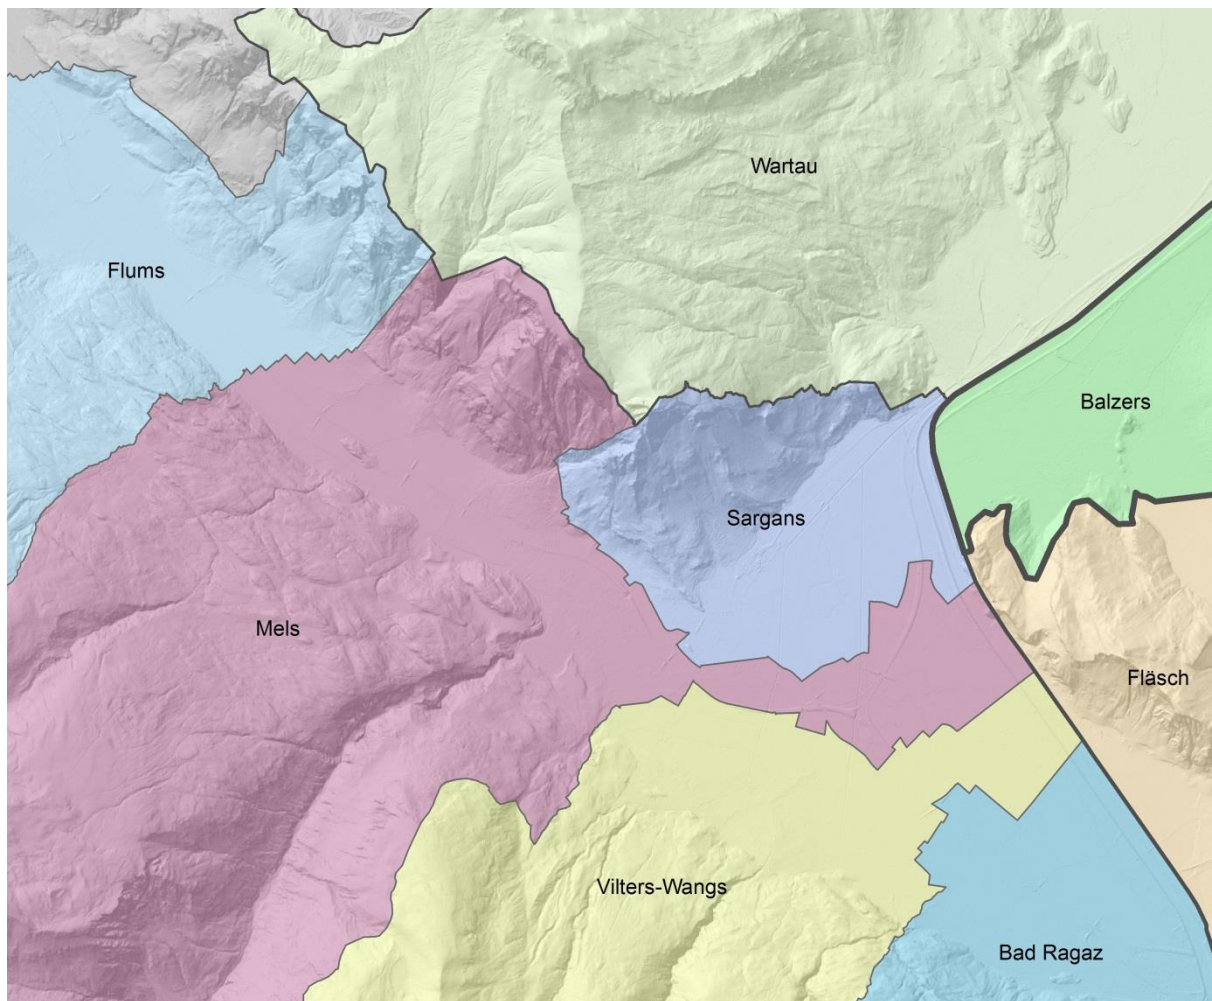 Wartau
Flums
Balzers
Sargans
Mels
Fläsch
Vilters-Wangs
Bad Ragaz